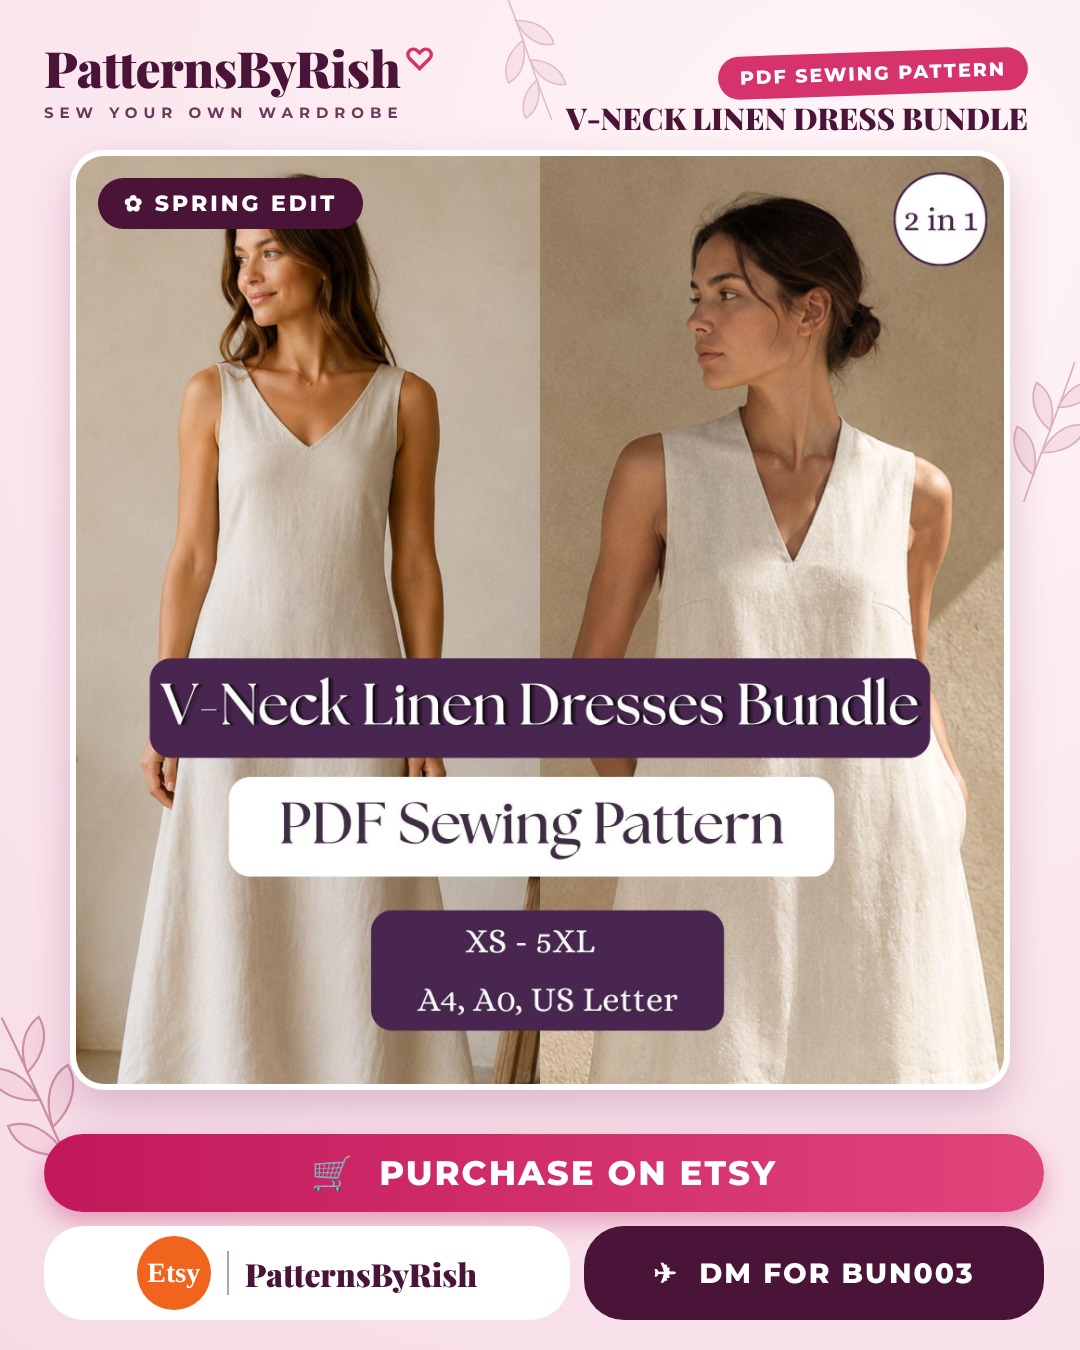 PatternsByRish
SEW YOUR OWN WARDROBE
PDF SEWING PATTERN
V-NECK LINEN DRESS BUNDLE
SPRING EDIT
2 in 1
V-Neck Linen Dresses Bundle
PDF Sewing Pattern
XS - 5XL
A4, A0, US Letter
PURCHASE ON ETSY
Etsy
PatternsByRish
DM FOR BUN003